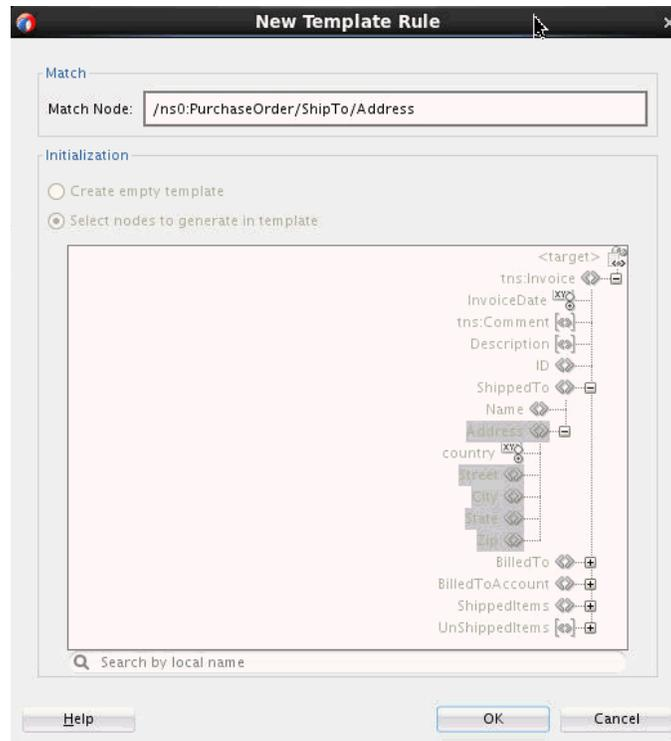 New Template Rule
Match
Match Node: /ns0:PurchaseOrder/ShipTo/Address
Initialization
Create empty template
Select nodes to generate in template
<target>
tns:Invoice
InvoiceDate
tns:Comment
Description
ID
ShippedTo
Name
Address
country
Street
City
State
Zip
BilledTo
BilledToAccount
ShippedItems
UnShippedItems
Search by local name
Help OK Cancel